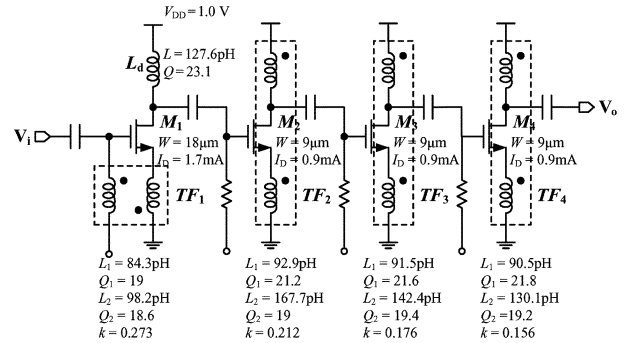 V_DD = 1.0 V
L_d
L = 127.6pH
Q = 23.1
V_i
V_o
M_1
W = 18μm
I_D = 1.7mA
M_2
W = 9μm
I_D = 0.9mA
M_3
W = 9μm
I_D = 0.9mA
M_4
W = 9μm
I_D = 0.9mA
TF_1
TF_2
TF_3
TF_4
L_1 = 84.3pH
Q_1 = 19
L_2 = 98.2pH
Q_2 = 18.6
k = 0.273
L_1 = 92.9pH
Q_1 = 21.2
L_2 = 167.7pH
Q_2 = 19
k = 0.212
L_1 = 91.5pH
Q_1 = 21.6
L_2 = 142.4pH
Q_2 = 19.4
k = 0.176
L_1 = 90.5pH
Q_1 = 21.8
L_2 = 130.1pH
Q_2 =19.2
k = 0.156